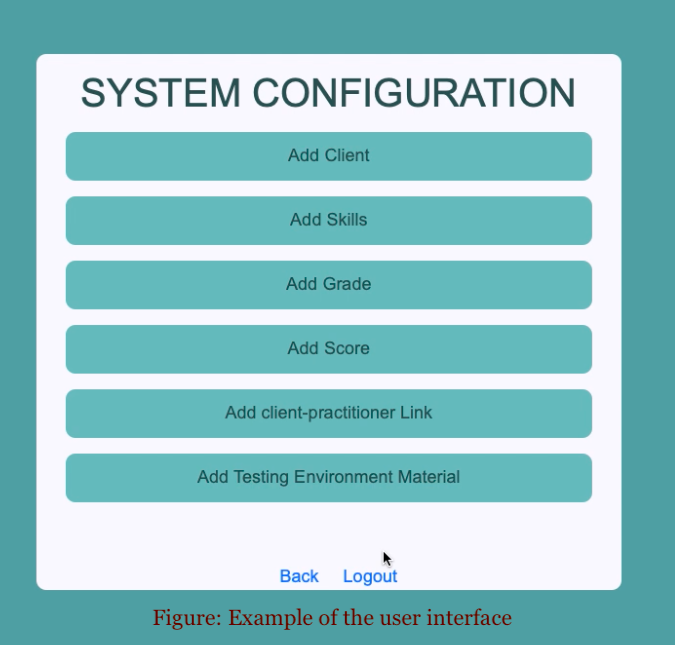 SYSTEM CONFIGURATION
Add Client
Add Skills
Add Grade
Add Score
Add client-practitioner Link
Add Testing Environment Material
Back Logout
Figure: Example of the user interface